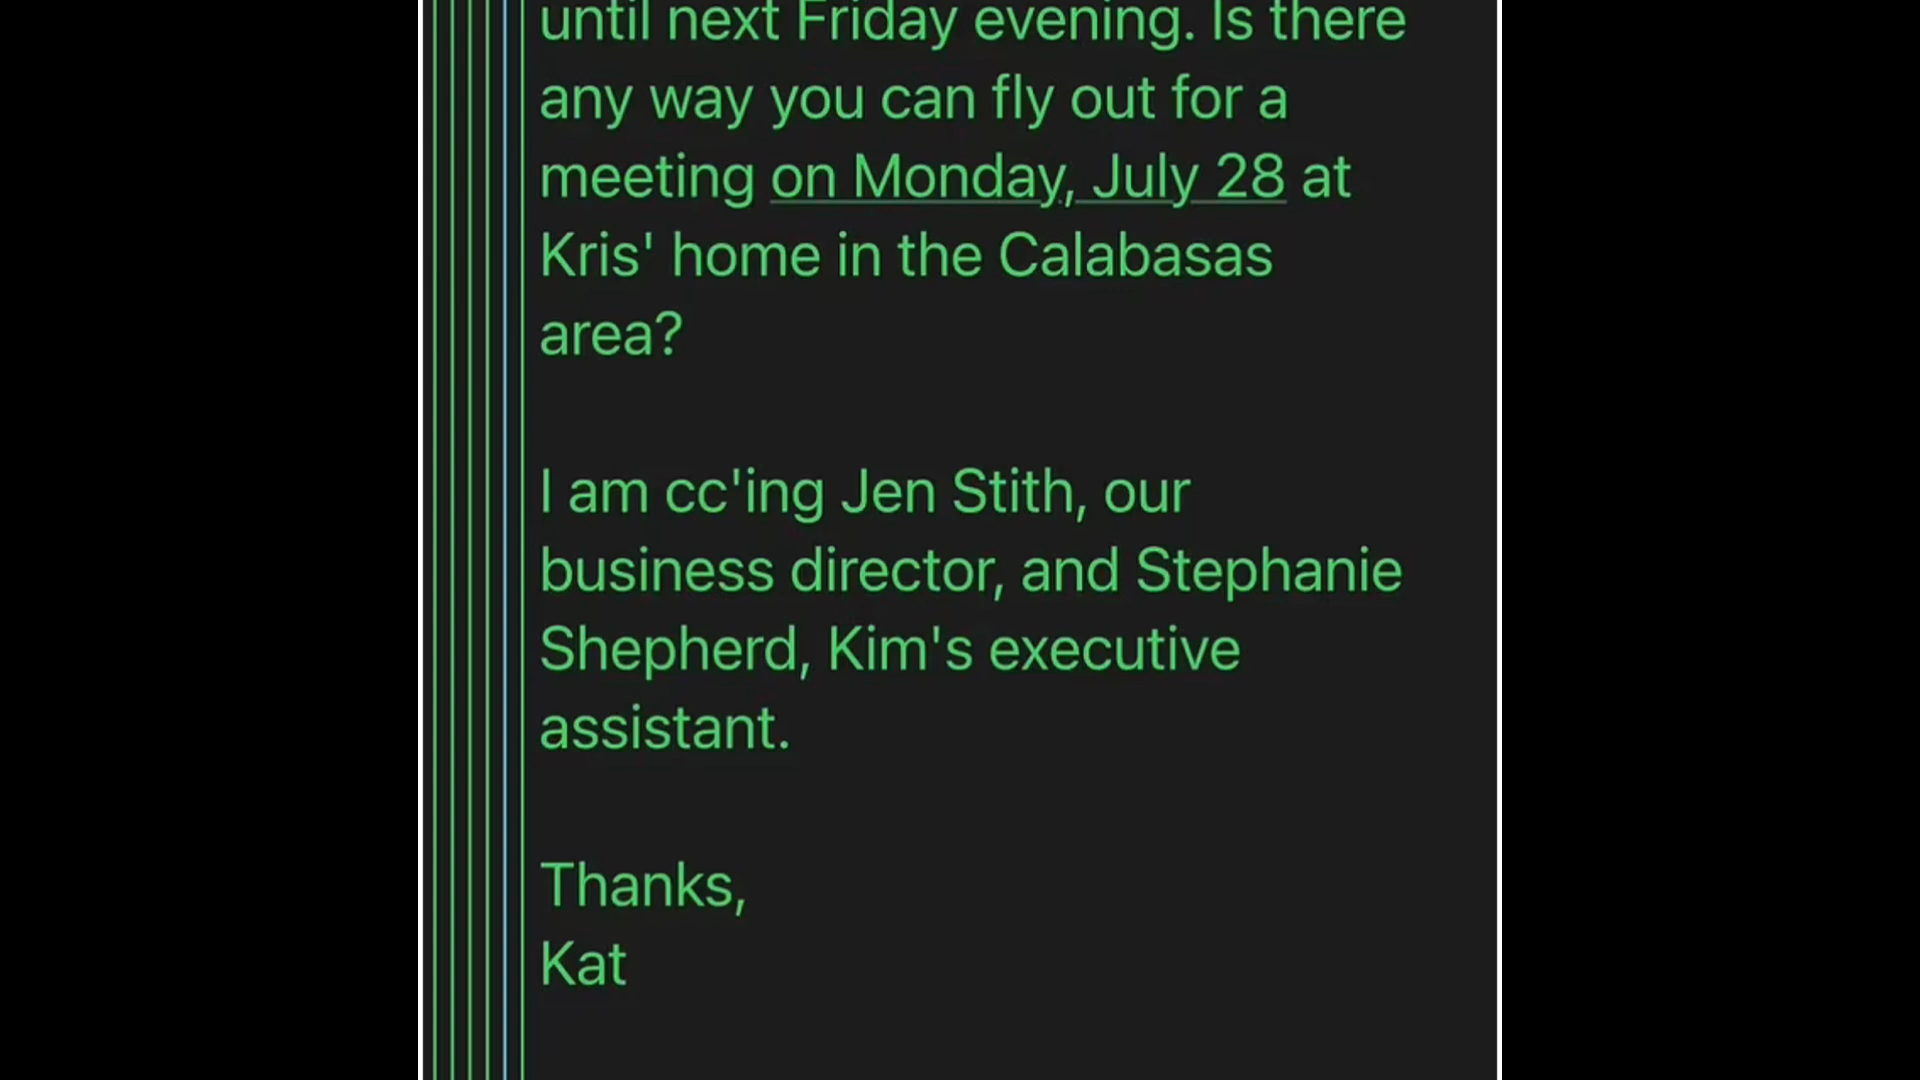 until next Friday evening. Is there
any way you can fly out for a
meeting on Monday, July 28 at
Kris' home in the Calabasas
area?
I am cc'ing Jen Stith, our
business director, and Stephanie
Shepherd, Kim's executive
assistant.
Thanks,
Kat